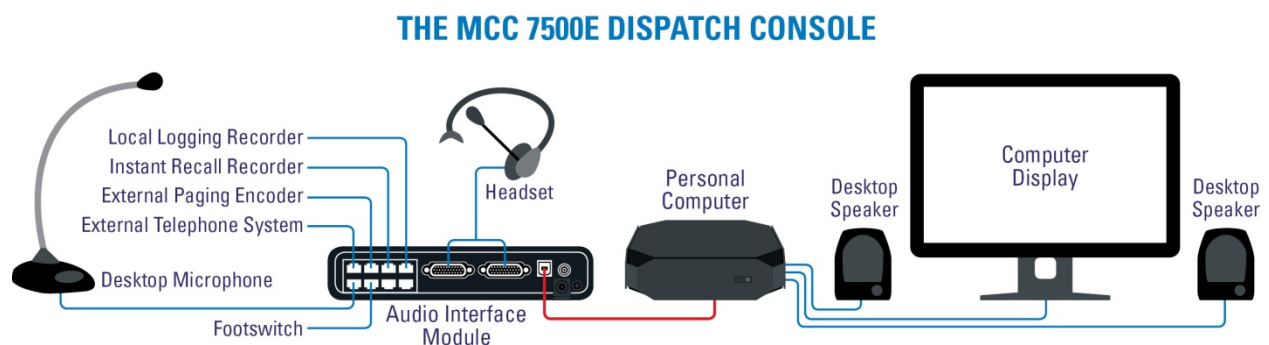 THE MCC 7500E DISPATCH CONSOLE
Local Logging Recorder
Instant Recall Recorder
External Paging Encoder
External Telephone System
Desktop Microphone
Footswitch
Headset
Audio Interface
Module
Personal
Computer
Desktop
Speaker
Computer
Display
Desktop
Speaker